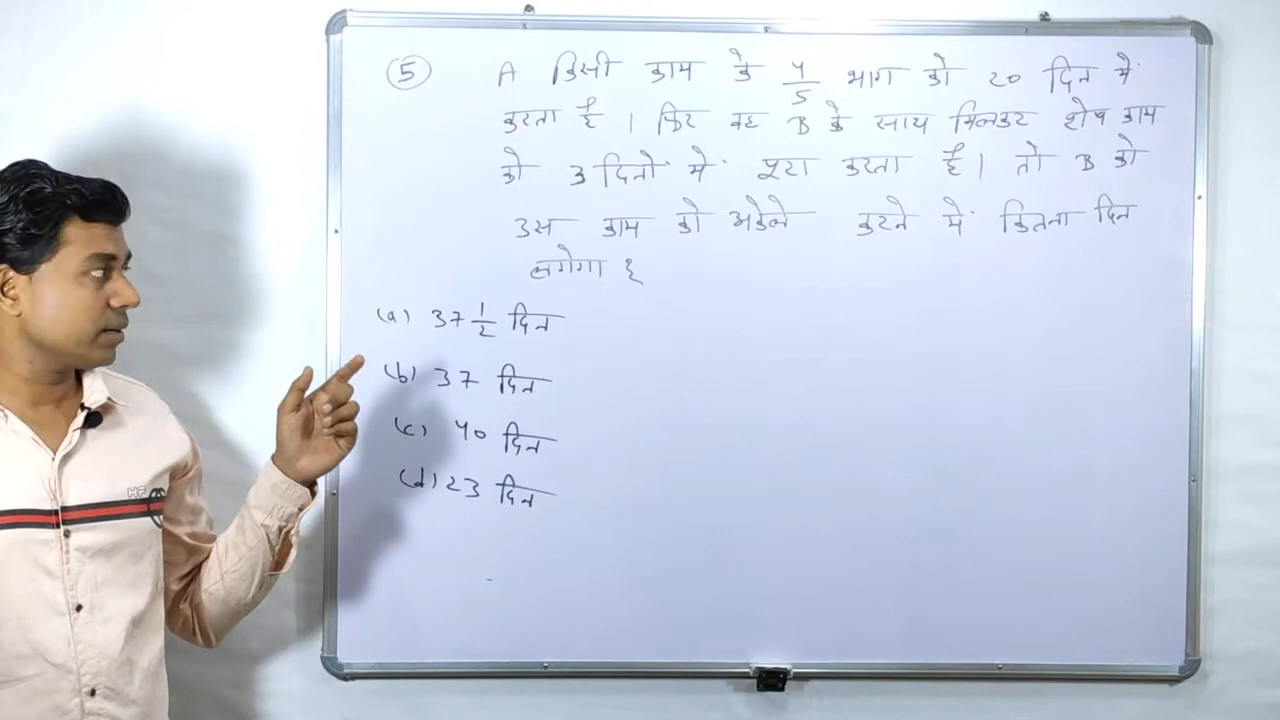 (5) A किसी काम के 4/5 भाग को 20 दिन में
करता है । फिर वह B के साथ मिलकर शेष काम
को 3 दिनों में पूरा करता है । तो B को
उस काम को अकेले करने में कितना दिन
लगेगा ?
(a) 37 1/2 दिन
(b) 37 दिन
(c) 40 दिन
(d) 23 दिन
HF